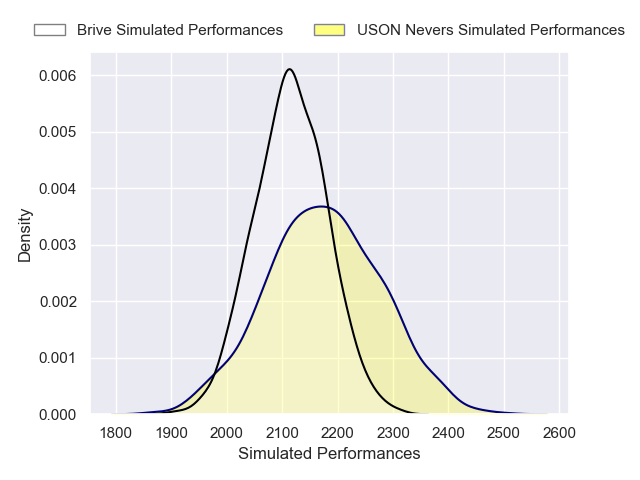 Brive Simulated Performances USON Nevers Simulated Performances
0.006
0.005
0.004
0.003
0.002
0.001
0.000
Density
1800 1900 2000 2100 2200 2300 2400 2500 2600
Simulated Performances